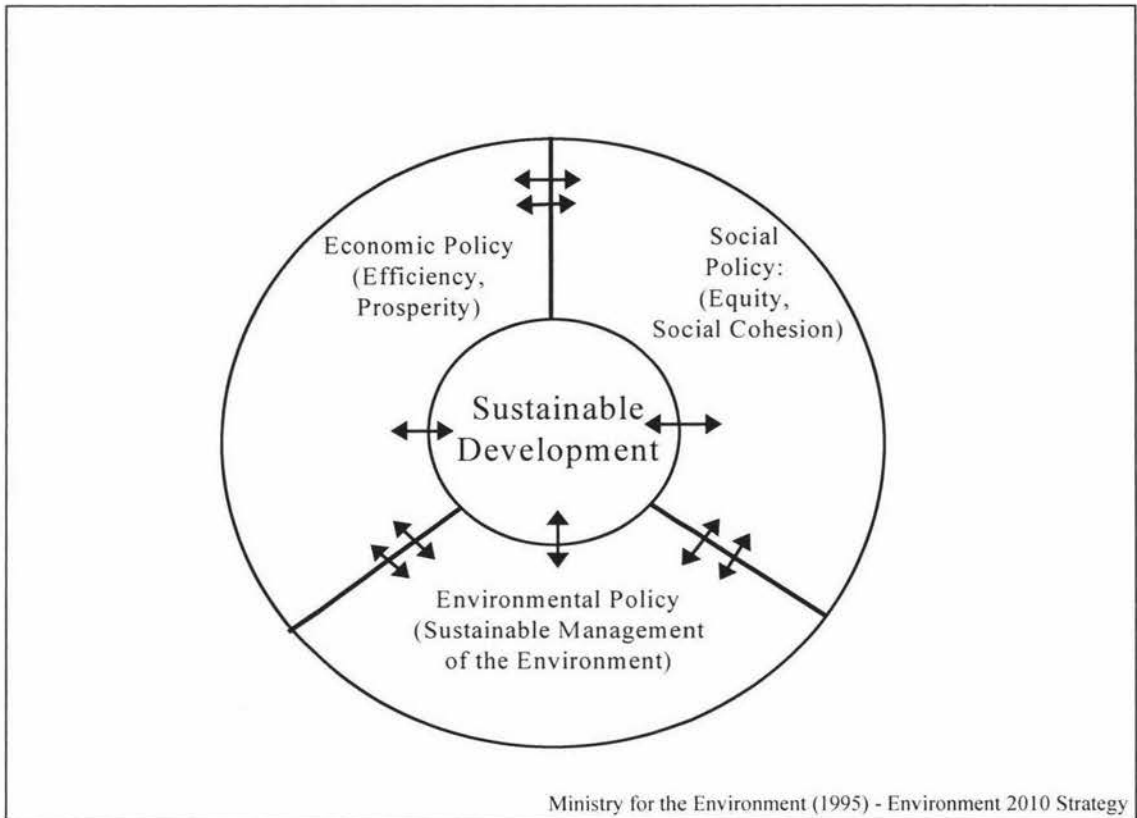 Economic Policy
(Efficiency,
Prosperity)
Social
Policy:
(Equity,
Social Cohesion)
Sustainable
Development
Environmental Policy
(Sustainable Management
of the Environment)
Ministry for the Environment (1995) - Environment 2010 Strategy